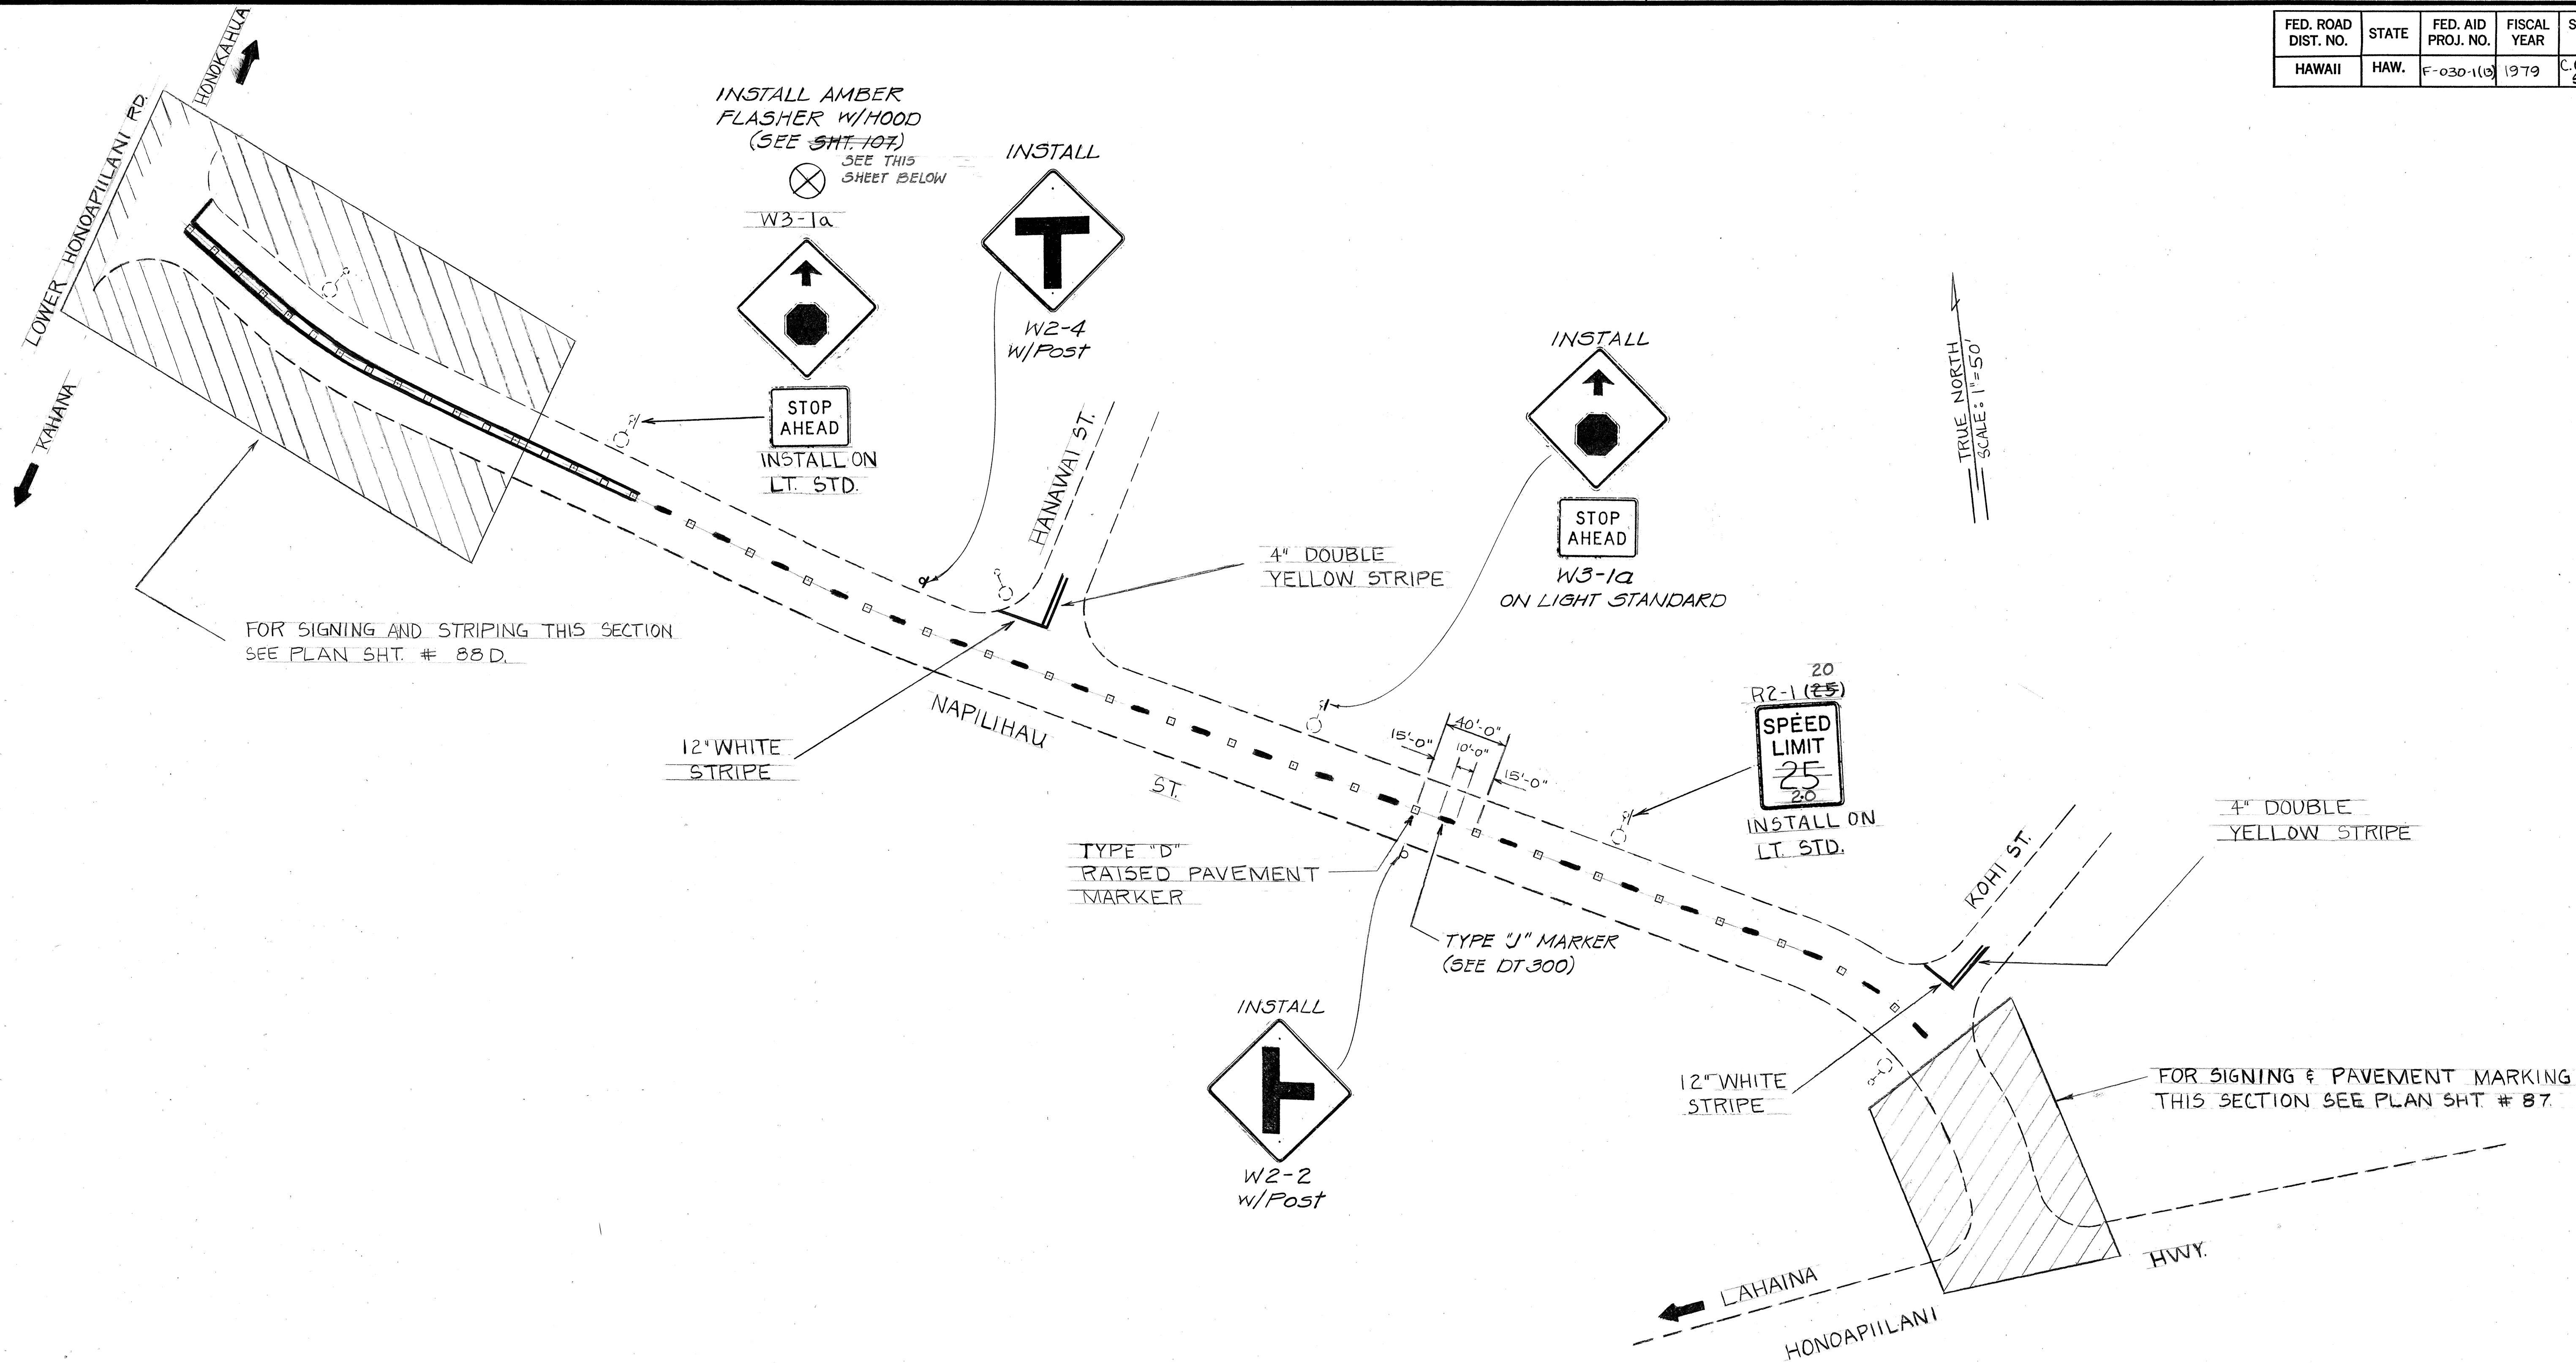 FED. ROAD DIST. NO.
STATE
FED. AID PROJ. NO.
FISCAL YEAR
HAWAII
HAW.
F-030-1(13)
1979
HONOKAHUA
LOWER HONOAPIILANI RD.
KAHANA
INSTALL AMBER
FLASHER W/HOOD
(SEE SHT. 107)
SEE THIS
SHEET BELOW
W3-1a
STOP
AHEAD
INSTALL ON
LT. STD.
INSTALL
W2-4
W/Post
HANAWAI ST.
4" DOUBLE
YELLOW STRIPE
INSTALL
STOP
AHEAD
W3-1a
ON LIGHT STANDARD
TRUE NORTH
SCALE: 1"=50'
FOR SIGNING AND STRIPING THIS SECTION
SEE PLAN SHT. # 88D.
12" WHITE
STRIPE
NAPILIHAU
ST.
15'-0"
40'-0"
10'-0"
15'-0"
20
R2-1 (25)
SPEED
LIMIT
25
20
INSTALL ON
LT. STD.
TYPE "D"
RAISED PAVEMENT
MARKER
TYPE "J" MARKER
(SEE DT300)
INSTALL
W2-2
W/Post
KOHI ST.
4" DOUBLE
YELLOW STRIPE
12" WHITE
STRIPE
FOR SIGNING & PAVEMENT MARKING
THIS SECTION SEE PLAN SHT. # 87.
LAHAINA
HONOAPIILANI
HWY.